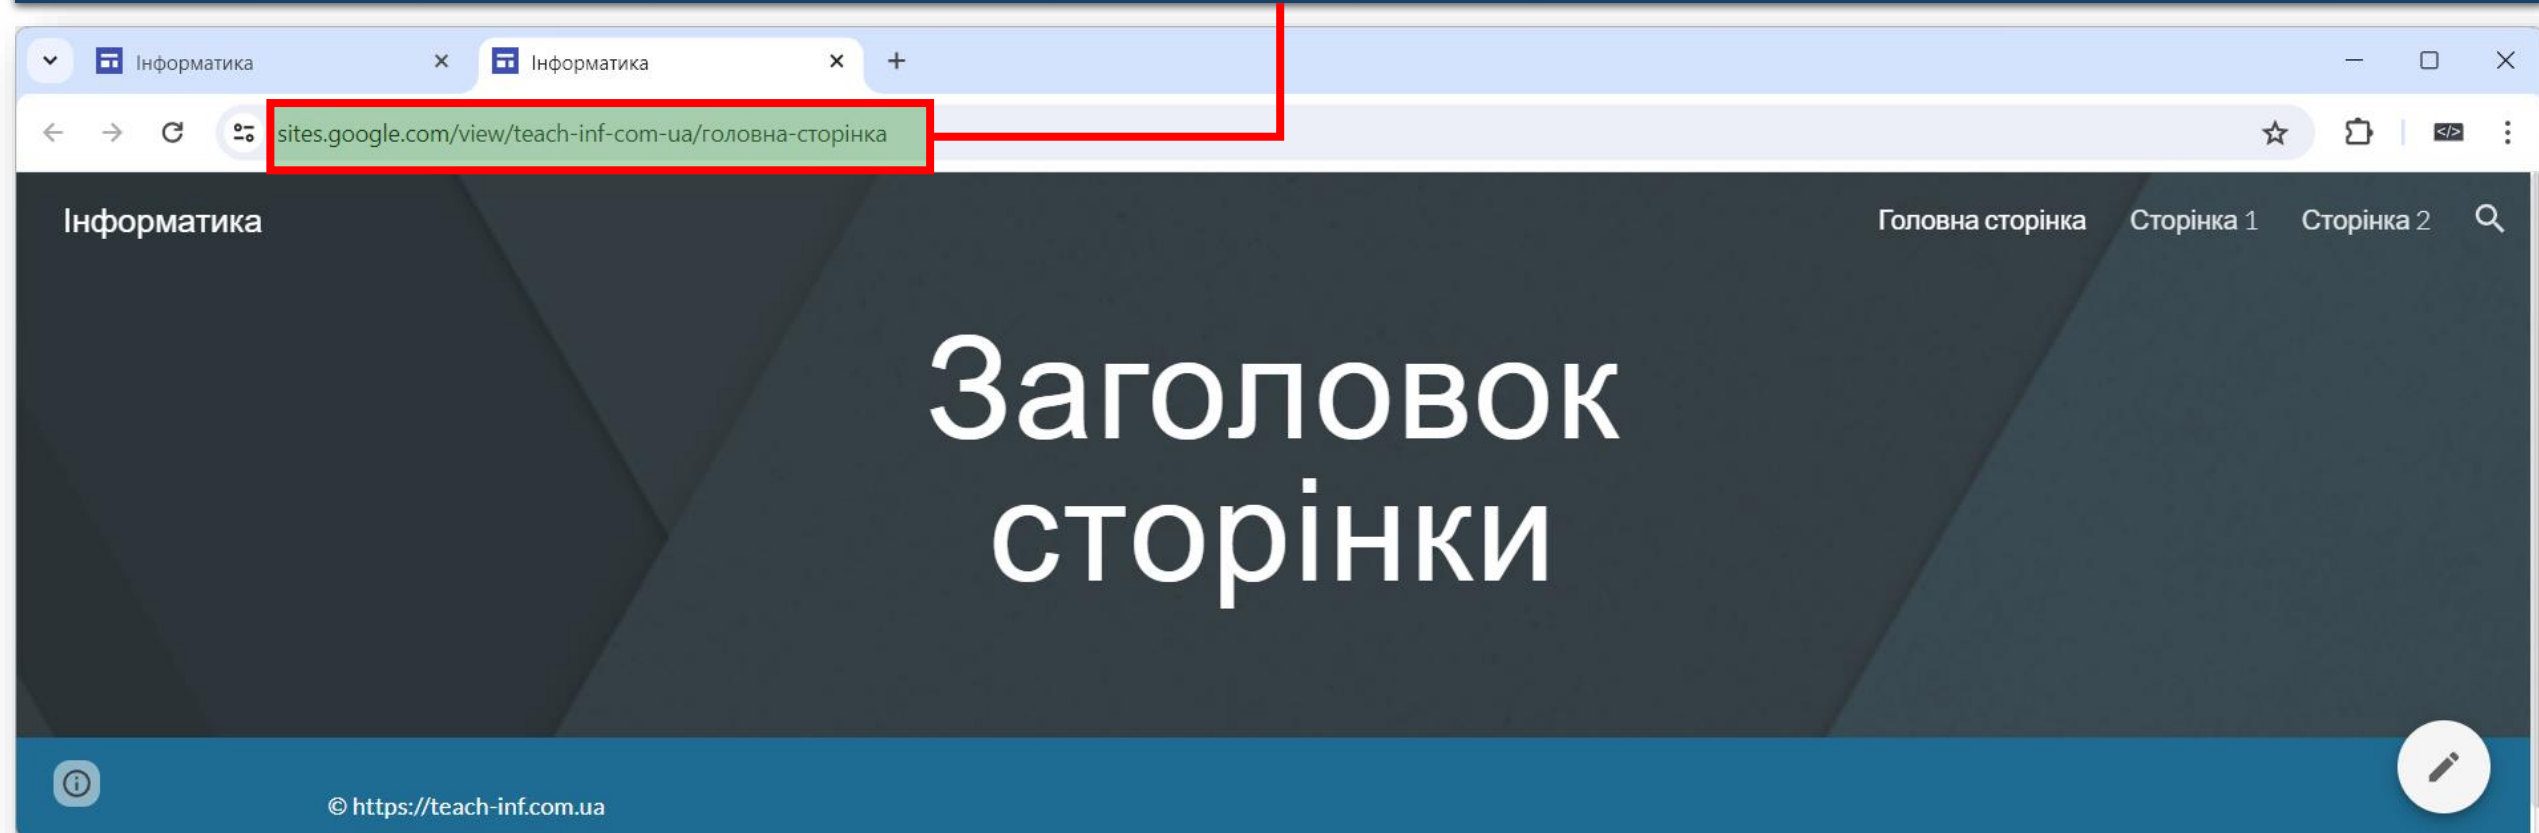 Інформатика
Інформатика
sites.google.com/view/teach-inf-com-ua/головна-сторінка
Інформатика
Головна сторінка Сторінка 1 Сторінка 2
Заголовок
сторінки
© https://teach-inf.com.ua